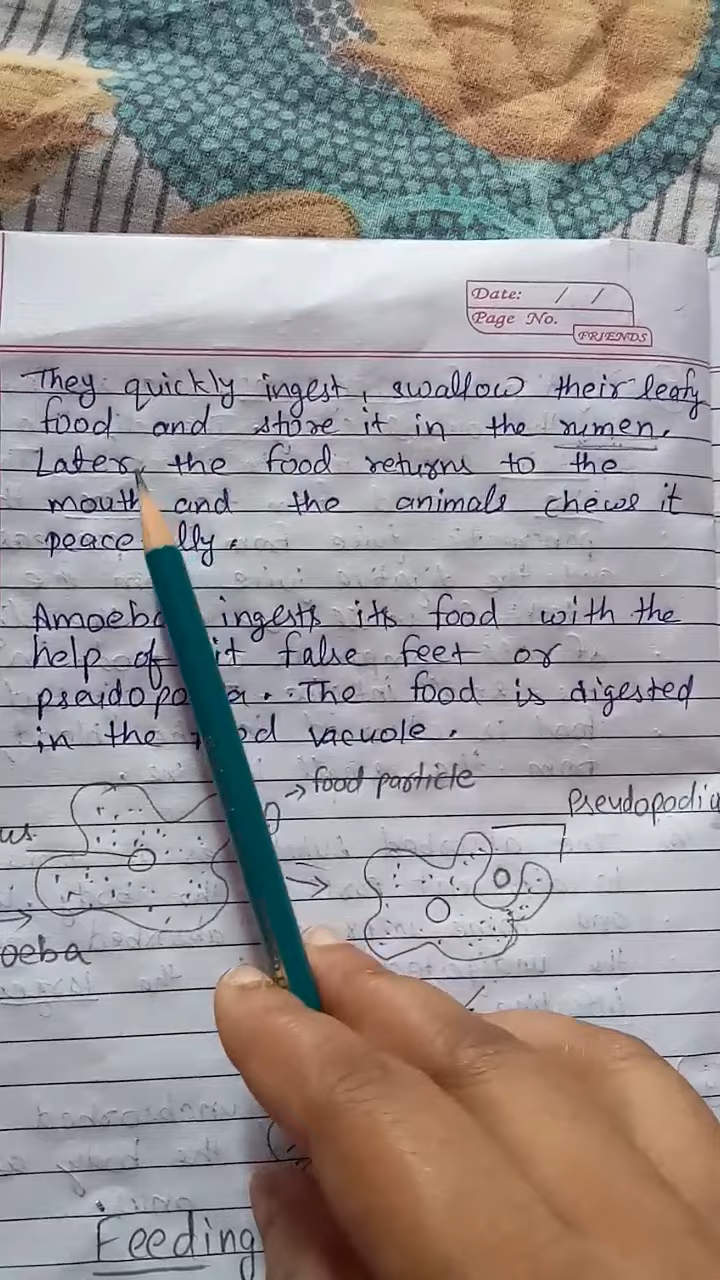 Date: / /
Page No.
FRIENDS
They quickly ingest, swallow their leafy
food and store it in the rumen.
Later, the food returns to the
mouth and the animals chews it
peace lly.
Amoeba ingests its food with the
help of it false feet or
pseudopo a. The food is digested
in the od vacuole.
food particle
Pseudopodia
us.
oeba
Feeding